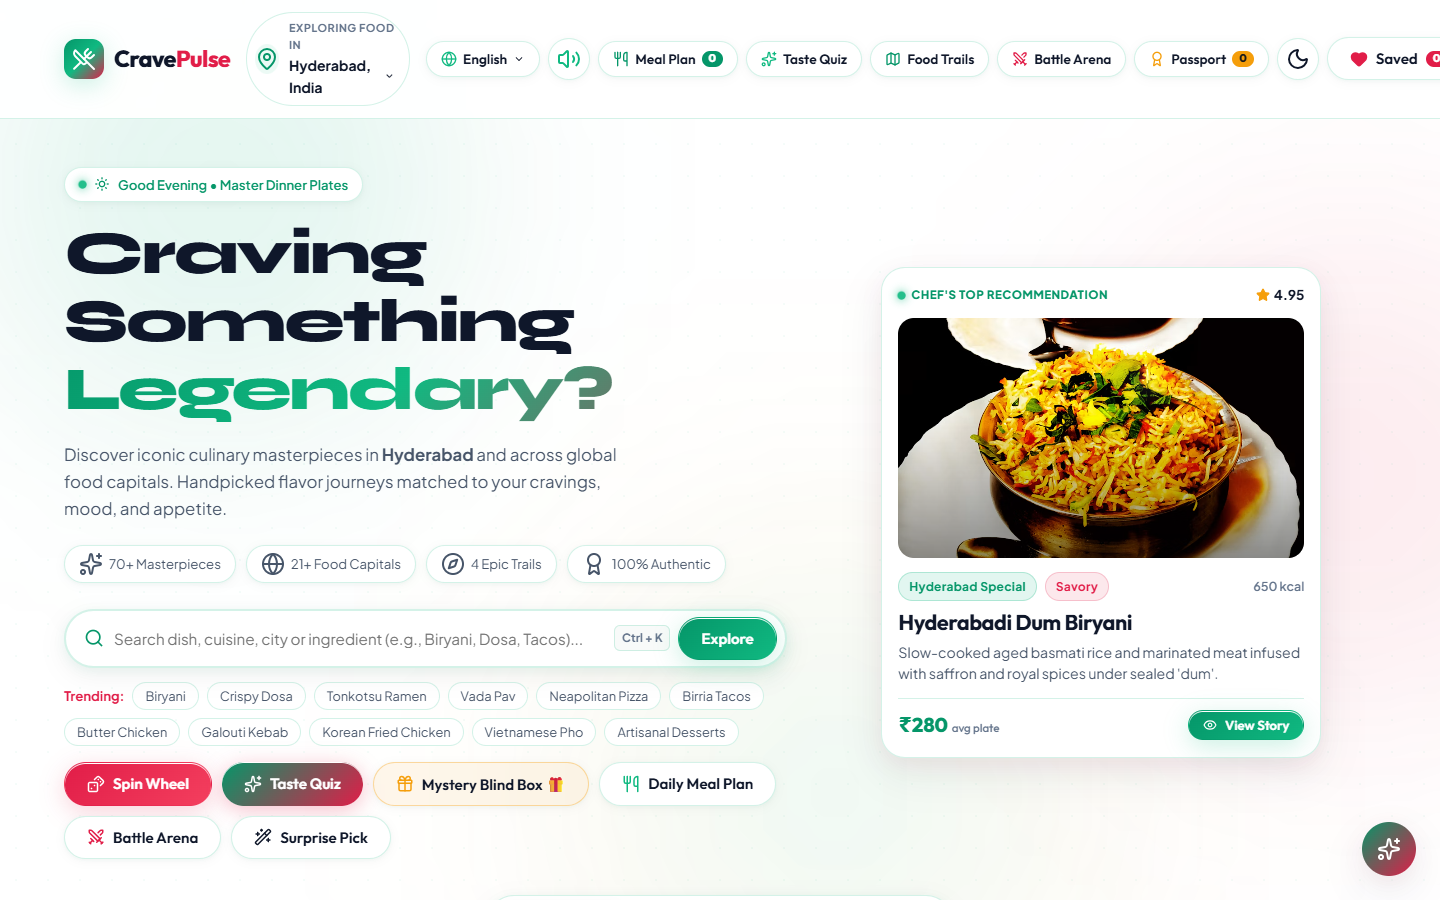 CravePulse
EXPLORING FOOD
IN
Hyderabad,
India
English
Meal Plan 0
Taste Quiz
Food Trails
Battle Arena
Passport 0
Saved 0
Good Evening • Master Dinner Plates
Craving
Something
Legendary?
Discover iconic culinary masterpieces in Hyderabad and across global
food capitals. Handpicked flavor journeys matched to your cravings,
mood, and appetite.
70+ Masterpieces
21+ Food Capitals
4 Epic Trails
100% Authentic
Search dish, cuisine, city or ingredient (e.g., Biryani, Dosa, Tacos)...
Ctrl + K
Explore
Trending: Biryani Crispy Dosa Tonkotsu Ramen Vada Pav Neapolitan Pizza Birria Tacos
Butter Chicken Galouti Kebab Korean Fried Chicken Vietnamese Pho Artisanal Desserts
Spin Wheel
Taste Quiz
Mystery Blind Box 🎁
Daily Meal Plan
Battle Arena
Surprise Pick
CHEF'S TOP RECOMMENDATION
4.95
Hyderabad Special
Savory
650 kcal
Hyderabadi Dum Biryani
Slow-cooked aged basmati rice and marinated meat infused
with saffron and royal spices under sealed 'dum'.
₹280 avg plate
View Story